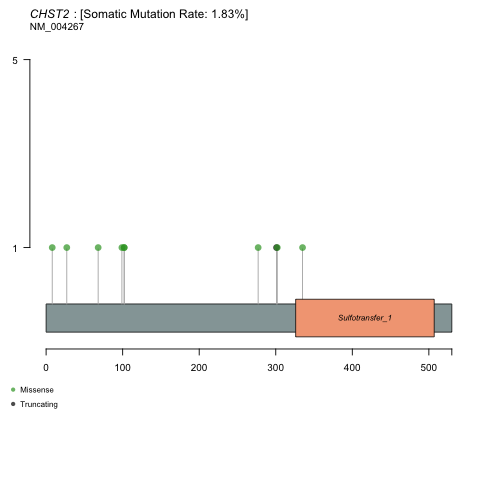 CHST2 : [Somatic Mutation Rate: 1.83%]
NM_004267
5
1
Sulfotransfer_1
0 100 200 300 400 500
Missense
Truncating